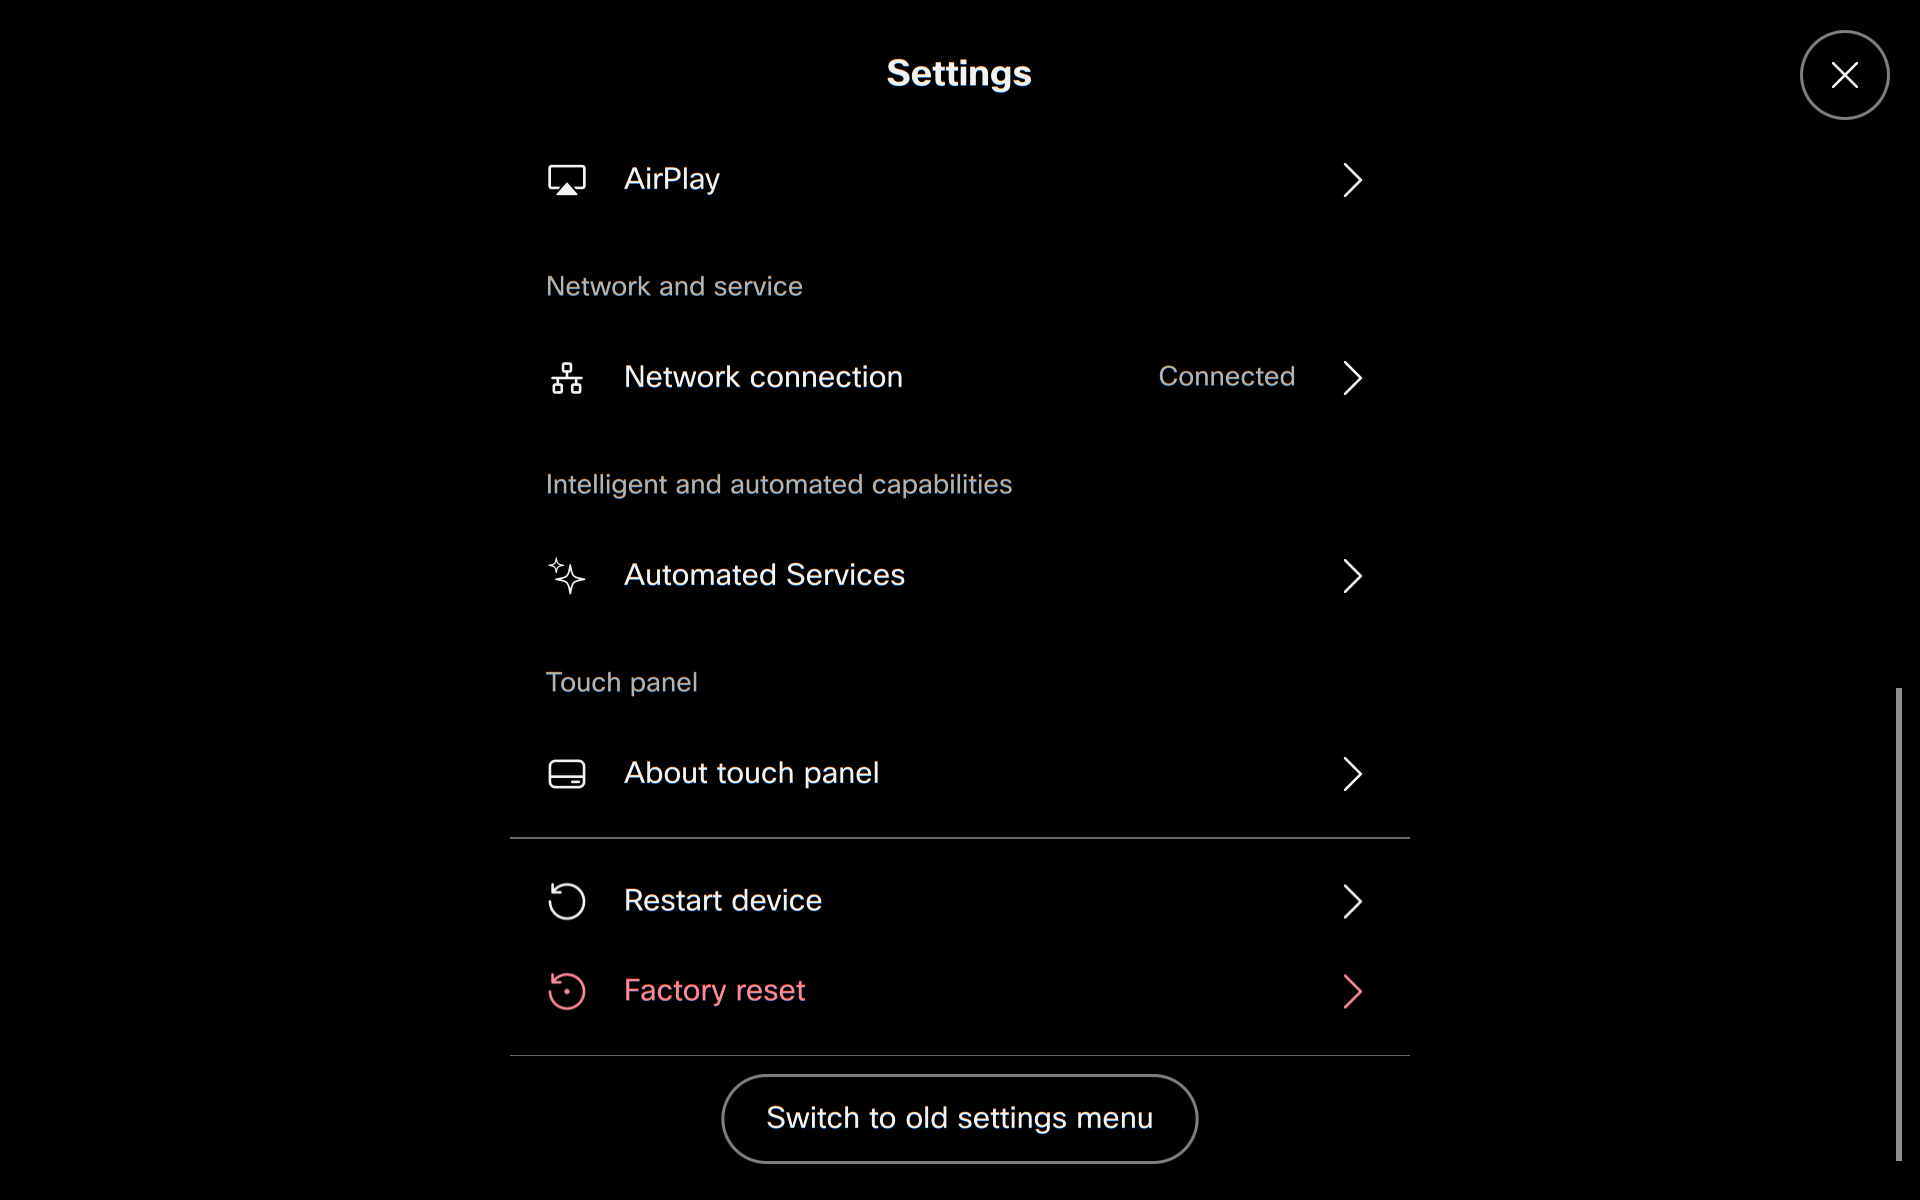 Settings
AirPlay
Network and service
Network connection Connected
Intelligent and automated capabilities
Automated Services
Touch panel
About touch panel
Restart device
Factory reset
Switch to old settings menu